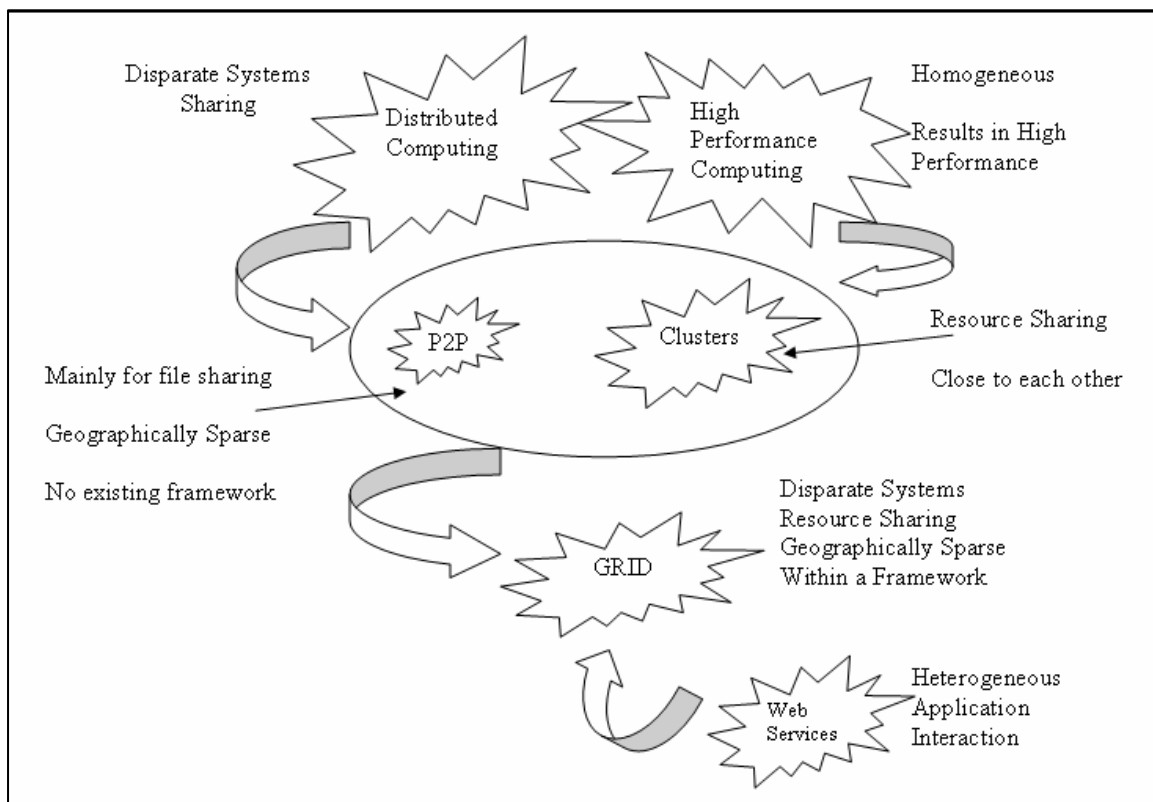 Disparate Systems
Sharing
Distributed
Computing
High
Performance
Computing
Homogeneous
Results in High
Performance
P2P
Clusters
Resource Sharing
Close to each other
Mainly for file sharing
Geographically Sparse
No existing framework
GRID
Disparate Systems
Resource Sharing
Geographically Sparse
Within a Framework
Web
Services
Heterogeneous
Application
Interaction